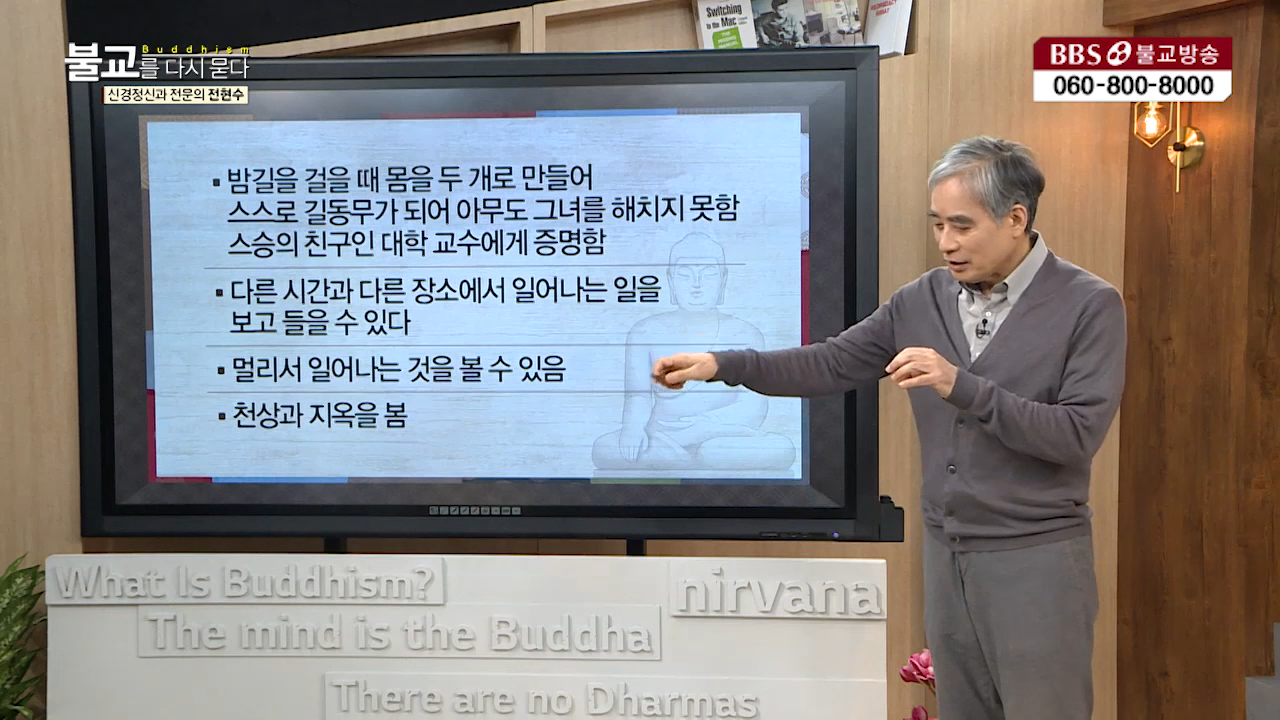 Buddhism
불교를 다시 묻다
신경정신과 전문의 전현수
BBS 불교방송
060-800-8000
Switching
to the Mac
▪ 밤길을 걸을 때 몸을 두 개로 만들어
스스로 길동무가 되어 아무도 그녀를 해치지 못함
스승의 친구인 대학 교수에게 증명함
▪ 다른 시간과 다른 장소에서 일어나는 일을
보고 들을 수 있다
▪ 멀리서 일어나는 것을 볼 수 있음
▪ 천상과 지옥을 봄
What Is Buddhism?
nirvana
The mind is the Buddha
There are no Dharmas